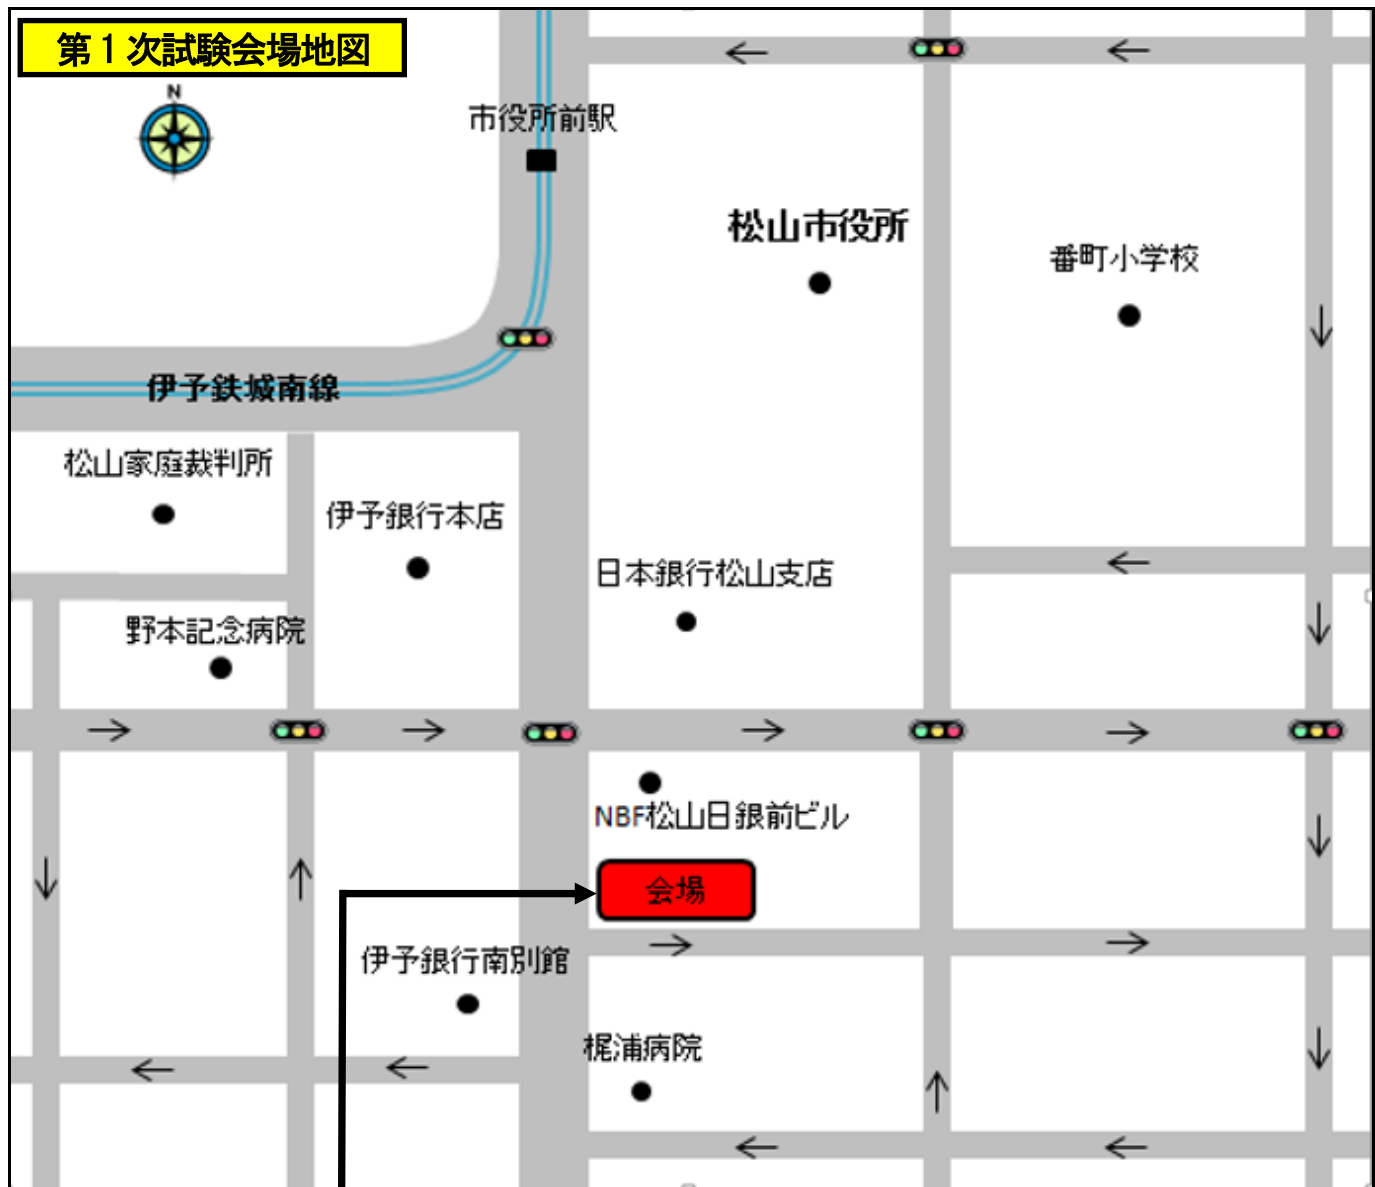 第1次試験会場地図
N
市役所前駅
松山市役所
番町小学校
伊予鉄城南線
松山家庭裁判所
伊予銀行本店
日本銀行松山支店
野本記念病院
NBF松山日銀前ビル
会場
伊予銀行南別館
梶浦病院